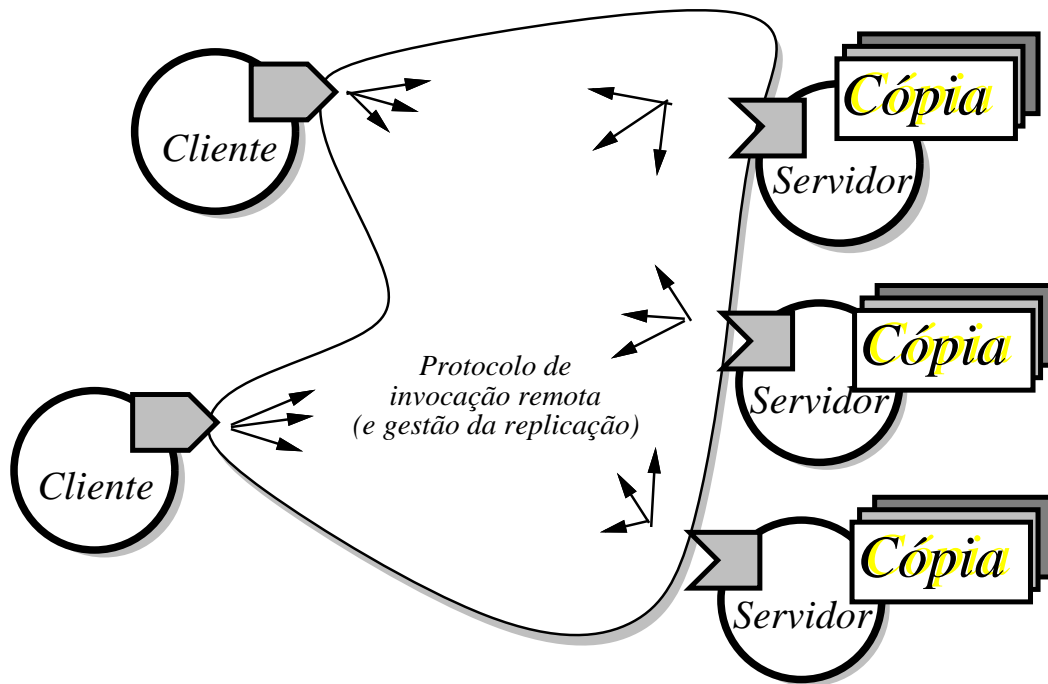 Cliente
Cópia
Servidor
Cópia
Servidor
Protocolo de
invocação remota
(e gestão da replicação)
Cliente
Cópia
Servidor